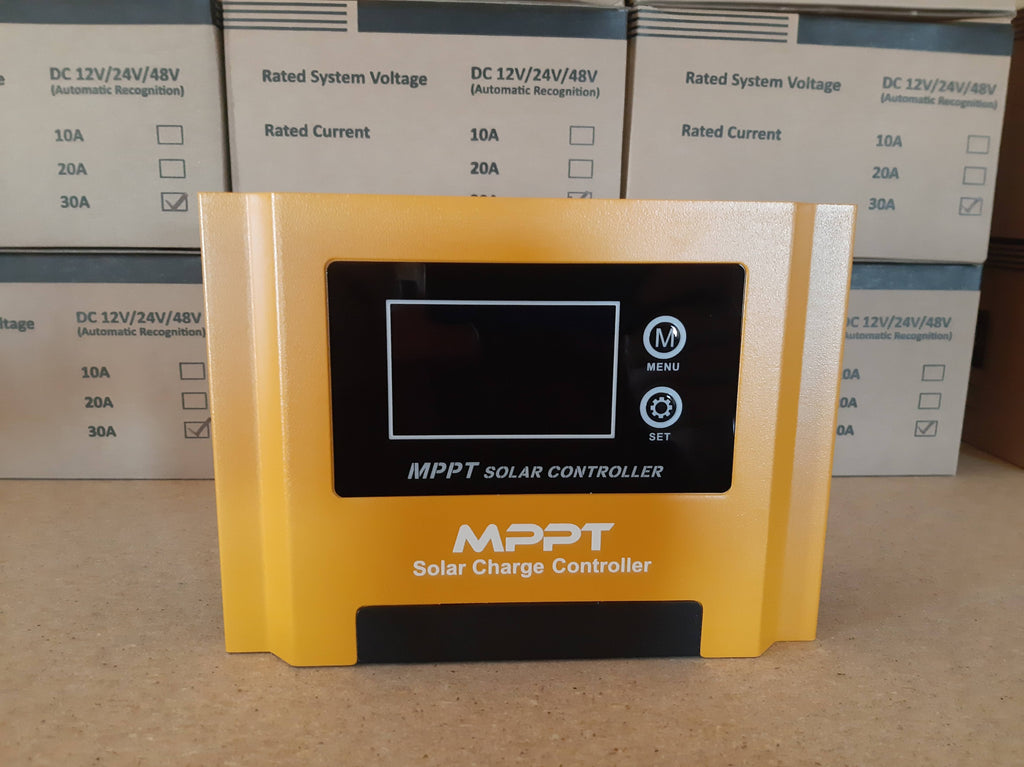 DC 12V/24V/48V
(Automatic Recognition)
10A
20A
30A
Rated System Voltage DC 12V/24V/48V
(Automatic Recognition)
Rated Current 10A
20A
Rated System Voltage DC 12V/24V/48V
(Automatic Recognition)
Rated Current 10A
20A
30A
DC 12V/24V/48V
(Automatic Recognition)
10A
20A
30A
12V/24V/48V
Recognition)
M
MENU
SET
MPPT SOLAR CONTROLLER
MPPT
Solar Charge Controller